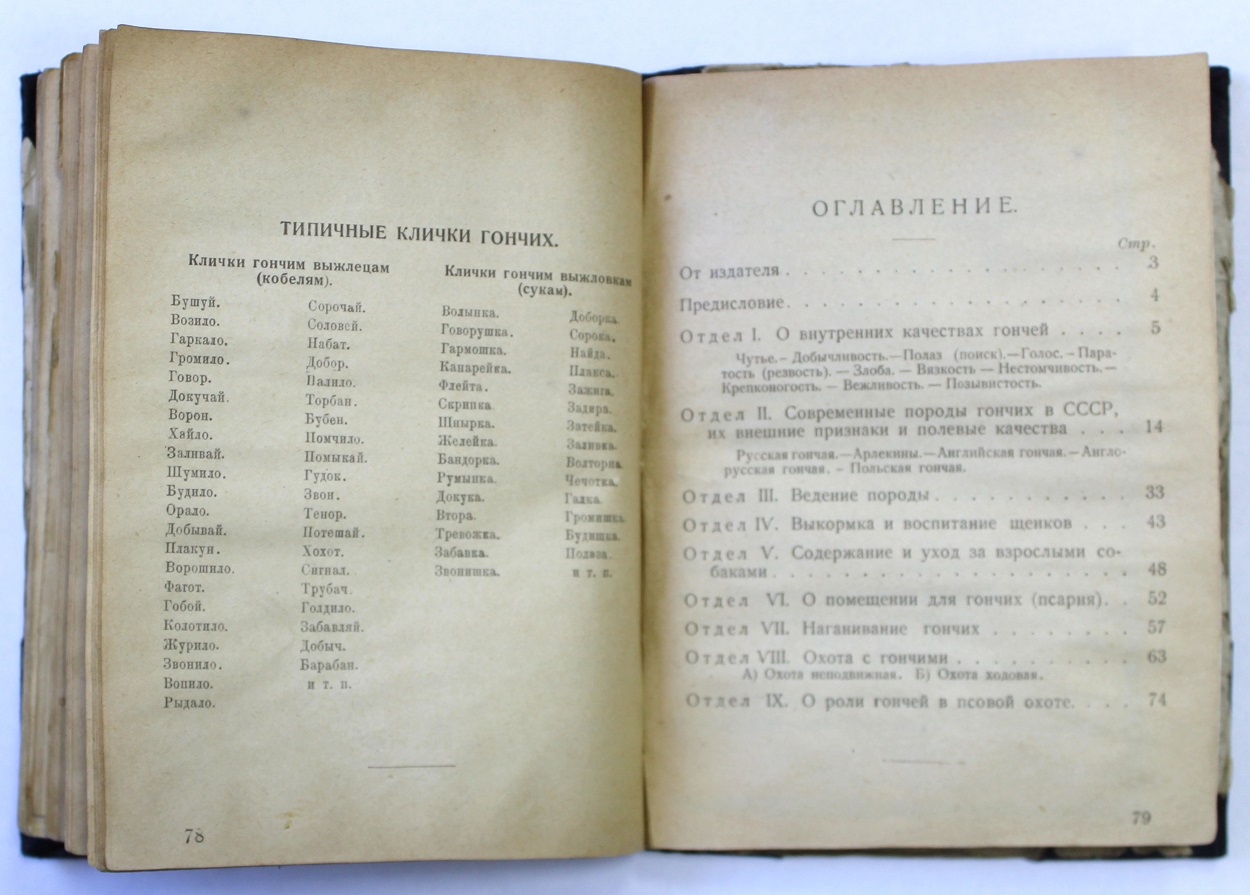 ТИПИЧНЫЕ КЛИЧКИ ГОНЧИХ.
Клички гончим выжлецам
(кобелям).
Бушуй.
Возило.
Гаркало.
Громило.
Говор.
Докучай.
Ворон.
Хайло.
Заливай.
Шумило.
Будило.
Орало.
Добывай.
Плакун.
Ворошило.
Фагот.
Гобой.
Колотило.
Журило.
Звонило.
Вопило.
Рыдало.
Сорочай.
Соловей.
Набат.
Добор.
Палило.
Торбан.
Бубен.
Помчило.
Помыкай.
Гудок.
Звон.
Тенор.
Потешай.
Хохот.
Сигнал.
Трубач.
Голдило.
Забавляй.
Добыч.
Барабан.
и т. п.
Клички гончим выжловкам
(сукам).
Волынка.
Говорушка.
Гармошка.
Канарейка.
Флейта.
Скрипка.
Шпырка.
Желейка.
Бандорка.
Румынка.
Докука.
Втора.
Тревожка.
Забавка.
Звонишка.
Доборка.
Сорока.
Найда.
Плакса.
Зажига.
Задира.
Затейка.
Заливка.
Волторна.
Чечотка.
Галка.
Громишка.
Будишка.
и т. п.
78
ОГЛАВЛЕНИЕ.
Стр.
От издателя . . . . . . . . . . . . . . . . . . . 3
Предисловие. . . . . . . . . . . . . . . . . . . 4
Отдел I. О внутренних качествах гончей . . . . 5
Чутье.- Добычливость.—Полаз (поиск).—Голос. - Пара-
тость (резвость). — Злоба. — Вязкость — Нестомчивость. —
Крепконогость. - Вежливость. — Позывистость.
Отдел II. Современные породы гончих в СССР,
их внешние признаки и полевые качества . . . 14
Русская гончая.—Арлекины.—Английская гончая.—Англо-
русская гончая. - Польская гончая.
Отдел III. Ведение породы . . . . . . . . . . . 33
Отдел IV. Выкормка и воспитание щенков . . . 43
Отдел V. Содержание и уход за взрослыми со-
баками . . . . . . . . . . . . . . . . . . . 48
Отдел VI. О помещении для гончих (псарня). . 52
Отдел VII. Наганивание гончих . . . . . . . . 57
Отдел VIII. Охота с гончими . . . . . . . . . . 63
А) Охота неподвижная. Б) Охота ходовая.
Отдел IX. О роли гончей в псовой охоте. . . . 74
79